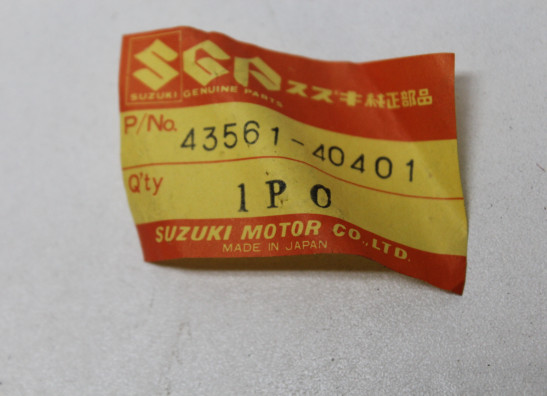 SGP スズキ純正部品
SUZUKI GENUINE PARTS
P/No. 43561-40401
Q'ty 1 P C
SUZUKI MOTOR CO., LTD.
MADE IN JAPAN